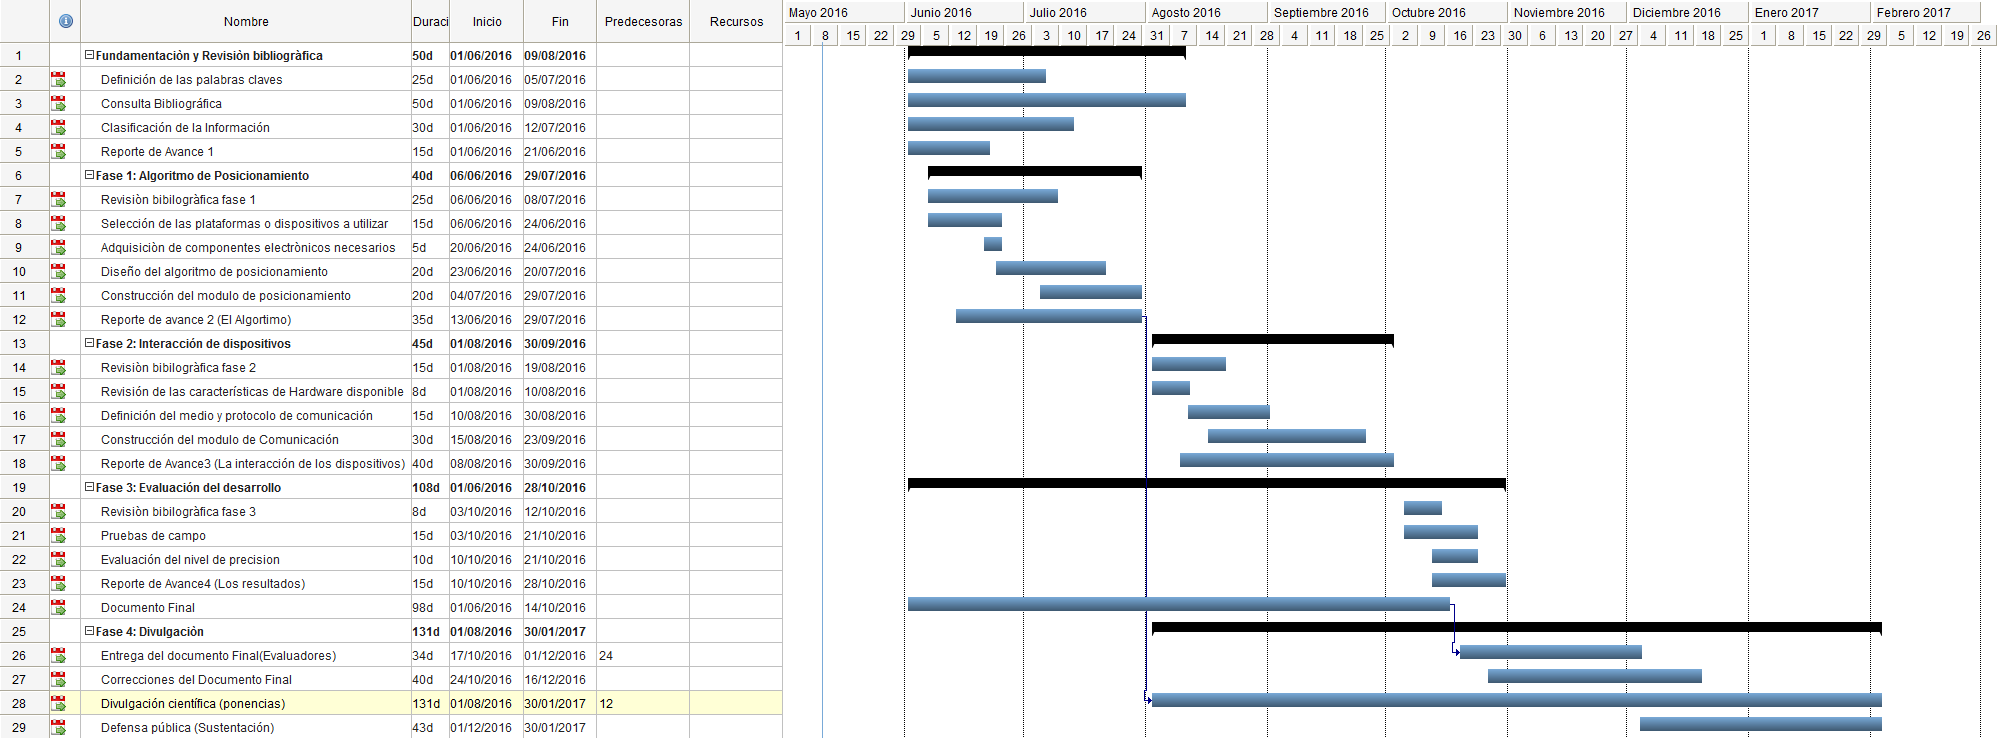 Nombre Duraci Inicio Fin Predecesoras Recursos
Mayo 2016 Junio 2016 Julio 2016 Agosto 2016 Septiembre 2016 Octubre 2016 Noviembre 2016 Diciembre 2016 Enero 2017 Febrero 2017
1 8 15 22 29 5 12 19 26 3 10 17 24 31 7 14 21 28 4 11 18 25 2 9 16 23 30 6 13 20 27 4 11 18 25 1 8 15 22 29 5 12 19 26
1 Fundamentaciòn y Revisiòn bibliogràfica 50d 01/06/2016 09/08/2016
2 Definición de las palabras claves 25d 01/06/2016 05/07/2016
3 Consulta Bibliográfica 50d 01/06/2016 09/08/2016
4 Clasificación de la Información 30d 01/06/2016 12/07/2016
5 Reporte de Avance 1 15d 01/06/2016 21/06/2016
6 Fase 1: Algoritmo de Posicionamiento 40d 06/06/2016 29/07/2016
7 Revisiòn bibilogràfica fase 1 25d 06/06/2016 08/07/2016
8 Selección de las plataformas o dispositivos a utilizar 15d 06/06/2016 24/06/2016
9 Adquisiciòn de componentes electrònicos necesarios 5d 20/06/2016 24/06/2016
10 Diseño del algoritmo de posicionamiento 20d 23/06/2016 20/07/2016
11 Construcción del modulo de posicionamiento 20d 04/07/2016 29/07/2016
12 Reporte de avance 2 (El Algortimo) 35d 13/06/2016 29/07/2016
13 Fase 2: Interacción de dispositivos 45d 01/08/2016 30/09/2016
14 Revisiòn bibilogràfica fase 2 15d 01/08/2016 19/08/2016
15 Revisión de las características de Hardware disponible 8d 01/08/2016 10/08/2016
16 Definición del medio y protocolo de comunicación 15d 10/08/2016 30/08/2016
17 Construcción del modulo de Comunicación 30d 15/08/2016 23/09/2016
18 Reporte de Avance3 (La interacción de los dispositivos) 40d 08/08/2016 30/09/2016
19 Fase 3: Evaluación del desarrollo 108d 01/06/2016 28/10/2016
20 Revisiòn bibilogràfica fase 3 8d 03/10/2016 12/10/2016
21 Pruebas de campo 15d 03/10/2016 21/10/2016
22 Evaluación del nivel de precision 10d 10/10/2016 21/10/2016
23 Reporte de Avance4 (Los resultados) 15d 10/10/2016 28/10/2016
24 Documento Final 98d 01/06/2016 14/10/2016
25 Fase 4: Divulgaciòn 131d 01/08/2016 30/01/2017
26 Entrega del documento Final(Evaluadores) 34d 17/10/2016 01/12/2016 24
27 Correcciones del Documento Final 40d 24/10/2016 16/12/2016
28 Divulgación científica (ponencias) 131d 01/08/2016 30/01/2017 12
29 Defensa pública (Sustentación) 43d 01/12/2016 30/01/2017